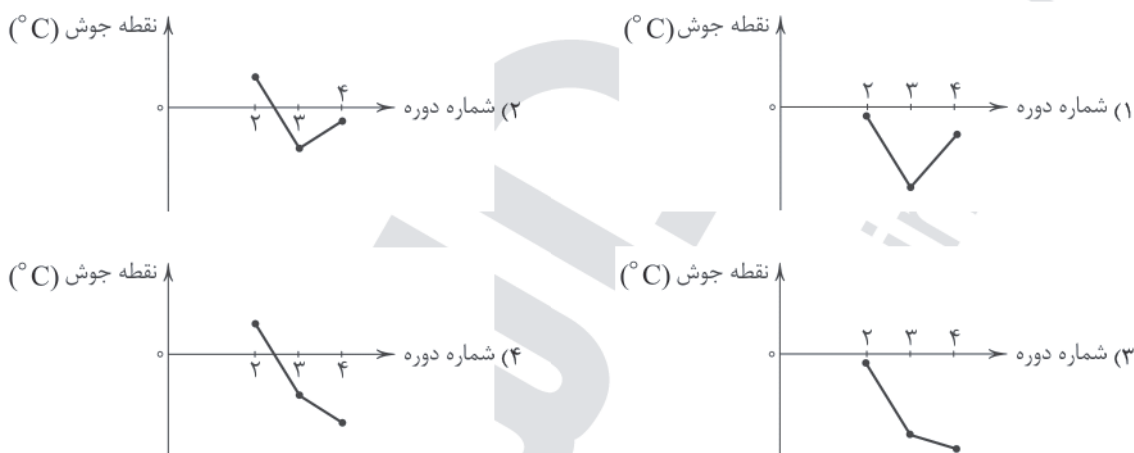 نقطه جوش (°C)
۲ ۳ ۴
۱) شماره دوره
o
نقطه جوش (°C)
۴
۲) شماره دوره
۲ ۳
o
نقطه جوش (°C)
۲ ۳ ۴
۳) شماره دوره
o
نقطه جوش (°C)
۴) شماره دوره
۲ ۳ ۴
o